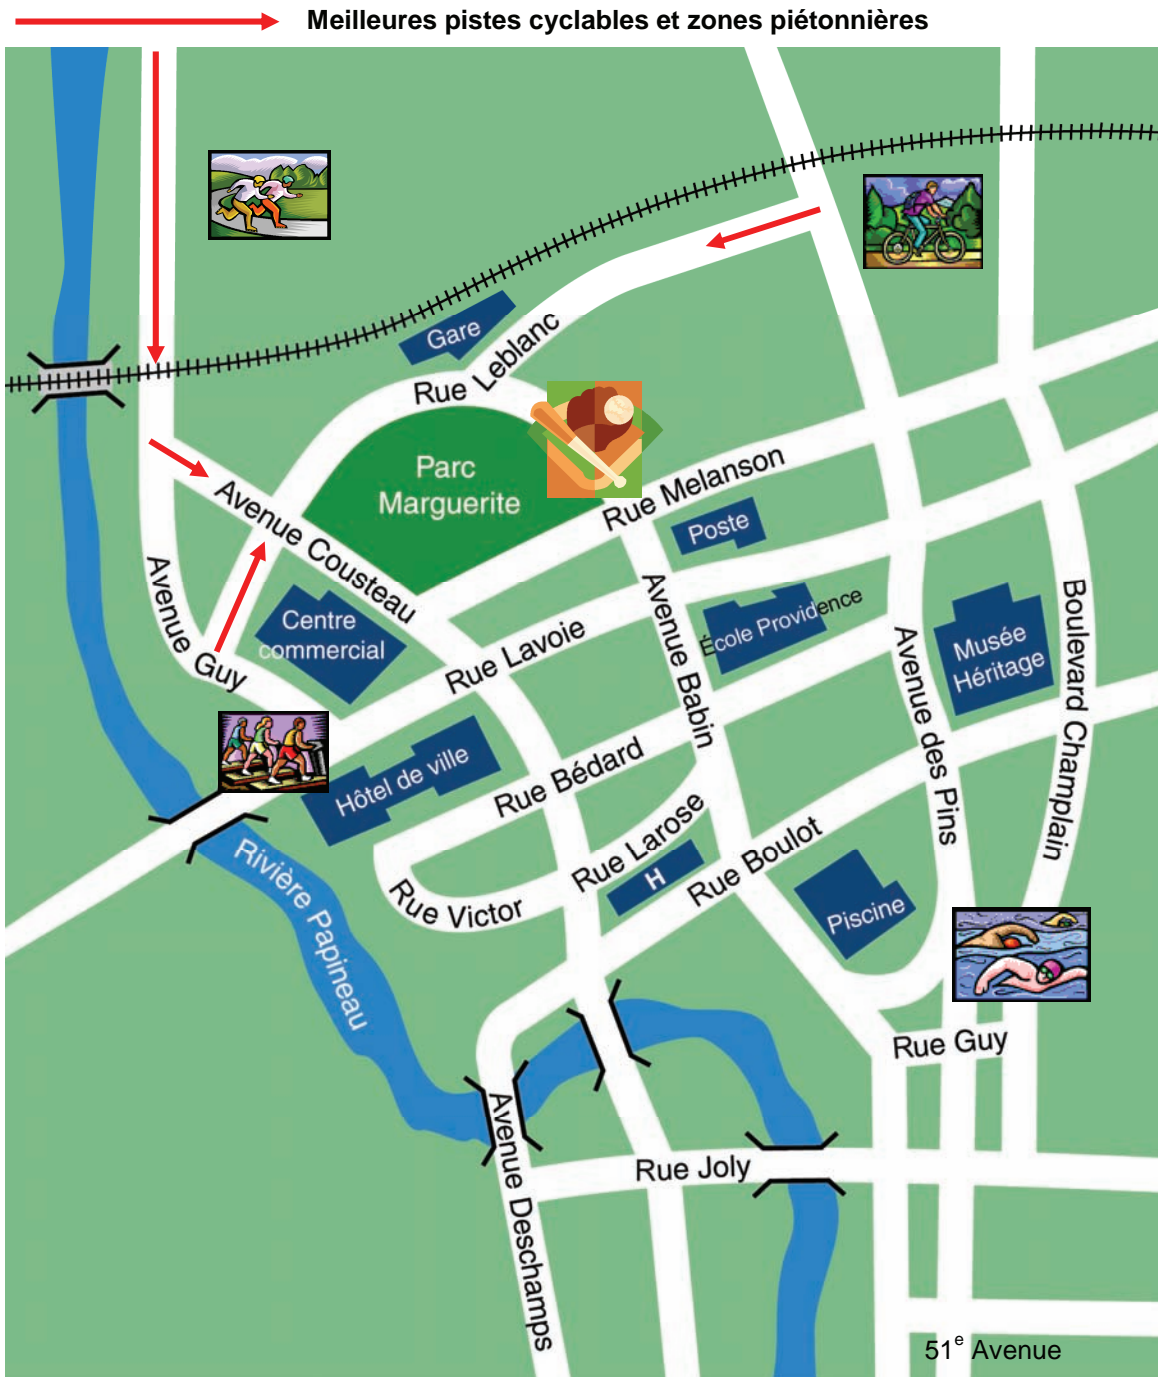 Meilleures pistes cyclables et zones piétonnières
Gare
Rue Leblanc
Parc
Marguerite
Rue Melanson
Poste
Avenue Cousteau
Avenue Guy
Centre
commercial
Rue Lavoie
Avenue Babin
École Providence
Avenue des Pins
Musée
Héritage
Boulevard Champlain
Hôtel de ville
Rue Bédard
Rue Larose
H
Rue Boulot
Rue Victor
Piscine
Rivière Papineau
Rue Guy
Avenue Deschamps
Rue Joly
51e Avenue